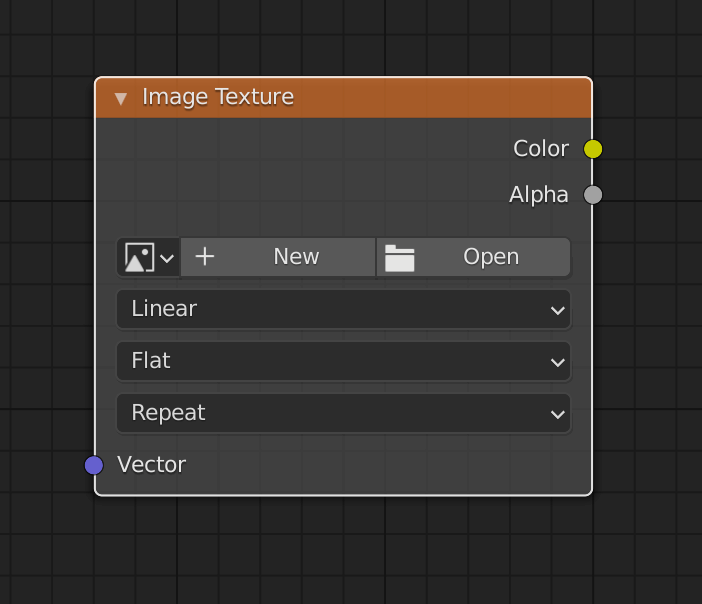 Image Texture
Color
Alpha
New
Open
Linear
Flat
Repeat
Vector